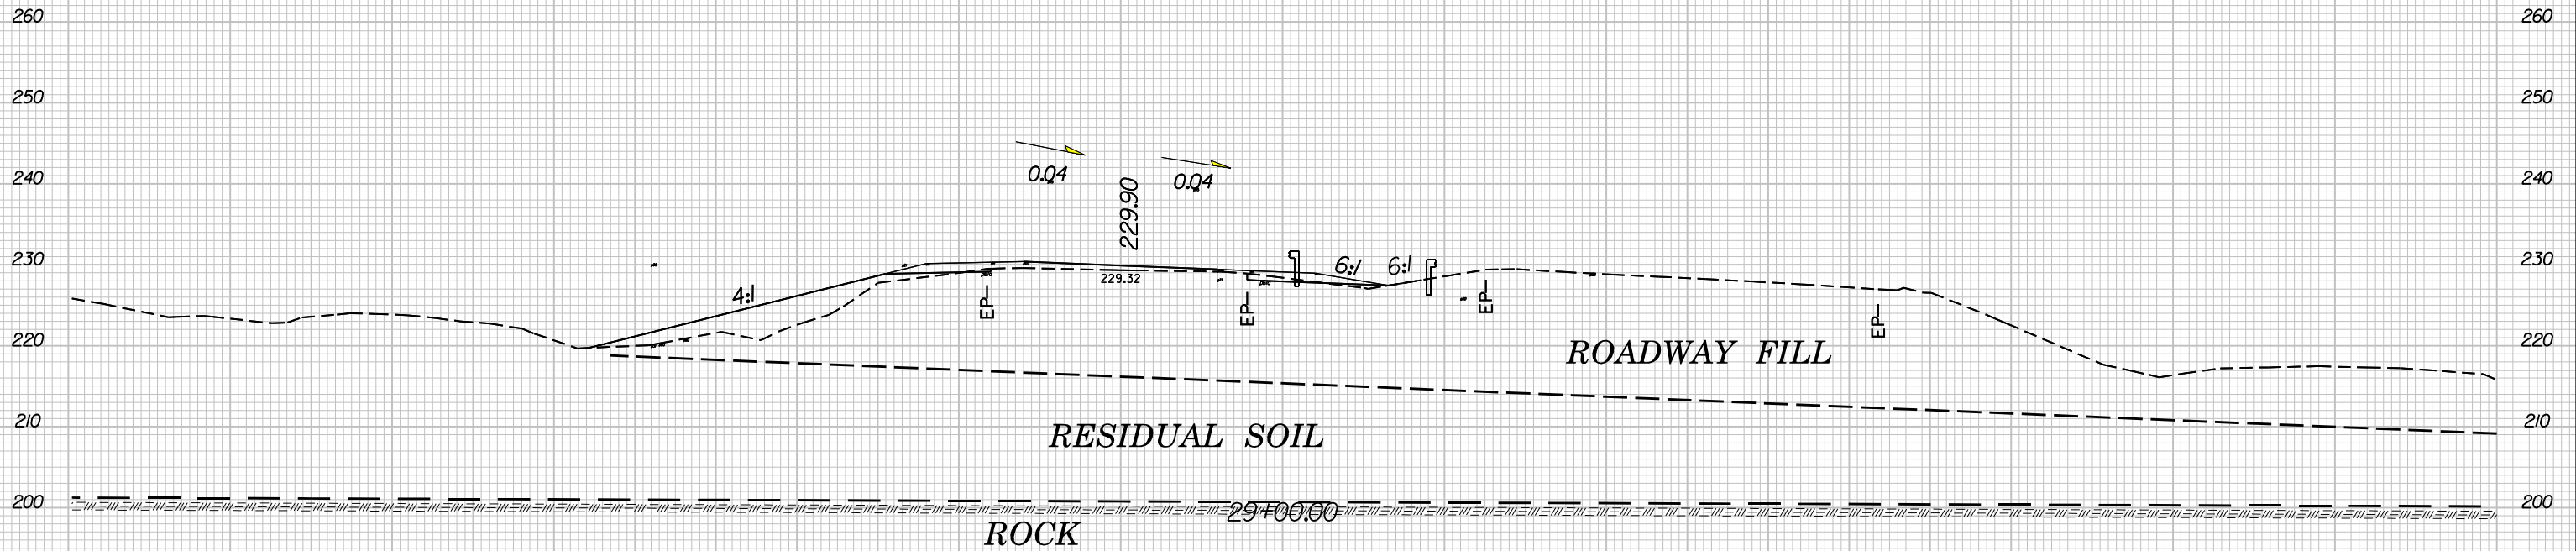 260 260
250 250
240 0.04 0.04 240
229.90
230 6:1 6:1 230
229.32
4:1 EP EP EP EP
220 ROADWAY FILL 220
210 RESIDUAL SOIL 210
200 29+00.00 200
ROCK